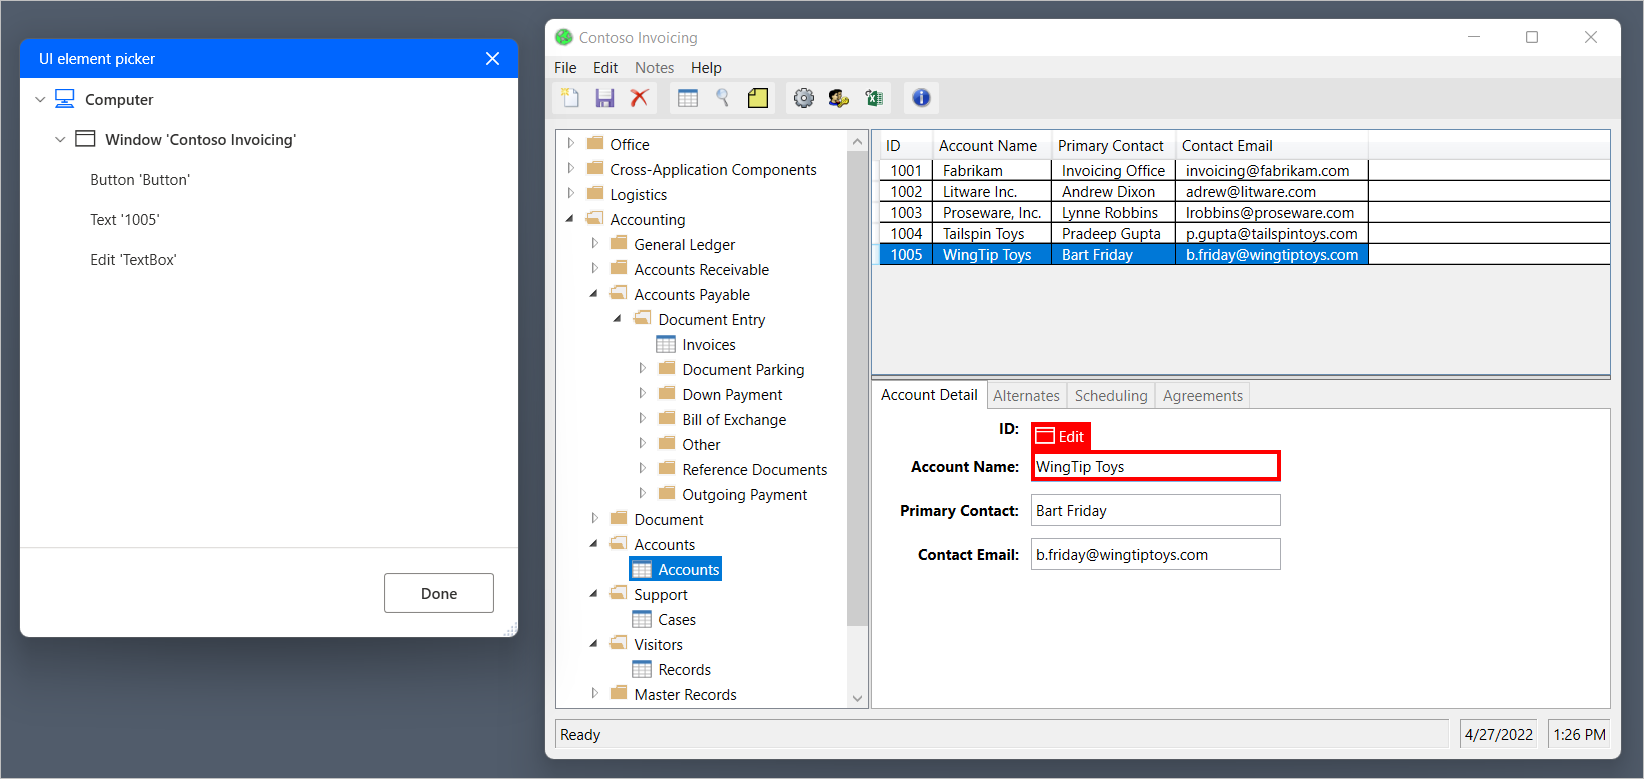 UI element picker
Computer
Window 'Contoso Invoicing'
Button 'Button'
Text '1005'
Edit 'TextBox'
Done
Contoso Invoicing
File Edit Notes Help
Office
Cross-Application Components
Logistics
Accounting
General Ledger
Accounts Receivable
Accounts Payable
Document Entry
Invoices
Document Parking
Down Payment
Bill of Exchange
Other
Reference Documents
Outgoing Payment
Document
Accounts
Accounts
Support
Cases
Visitors
Records
Master Records
ID Account Name Primary Contact Contact Email
1001 Fabrikam Invoicing Office invoicing@fabrikam.com
1002 Litware Inc. Andrew Dixon adrew@litware.com
1003 Proseware, Inc. Lynne Robbins lrobbins@proseware.com
1004 Tailspin Toys Pradeep Gupta p.gupta@tailspintoys.com
1005 WingTip Toys Bart Friday b.friday@wingtiptoys.com
Account Detail Alternates Scheduling Agreements
ID: Edit
Account Name: WingTip Toys
Primary Contact: Bart Friday
Contact Email: b.friday@wingtiptoys.com
Ready 4/27/2022 1:26 PM